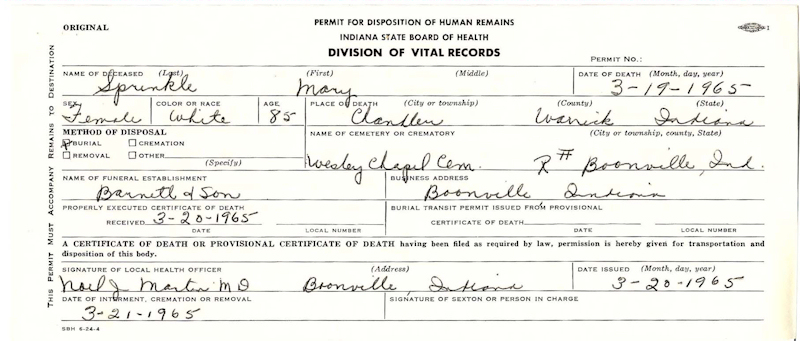 ORIGINAL
PERMIT FOR DISPOSITION OF HUMAN REMAINS
INDIANA STATE BOARD OF HEALTH
DIVISION OF VITAL RECORDS
PERMIT NO.:
THIS PERMIT MUST ACCOMPANY REMAINS TO DESTINATION
NAME OF DECEASED (Last) (First) (Middle) DATE OF DEATH (Month, day, year)
Sprinkle Mary 3-19-1965
SEX COLOR OR RACE AGE PLACE OF DEATH (City or township) (County) (State)
Female White 85 Chandler Warrick Indiana
METHOD OF DISPOSAL NAME OF CEMETERY OR CREMATORY (City or township, county, State)
BURIAL CREMATION
REMOVAL OTHER (Specify)
Wesley Chapel Cem. R# Boonville, Ind.
NAME OF FUNERAL ESTABLISHMENT BUSINESS ADDRESS
Barnett & Son Boonville Indiana
PROPERLY EXECUTED CERTIFICATE OF DEATH BURIAL TRANSIT PERMIT ISSUED FROM PROVISIONAL
RECEIVED 3-20-1965 CERTIFICATE OF DEATH
DATE LOCAL NUMBER DATE LOCAL NUMBER
A CERTIFICATE OF DEATH OR PROVISIONAL CERTIFICATE OF DEATH having been filed as required by law, permission is hereby given for transportation and
disposition of this body.
SIGNATURE OF LOCAL HEALTH OFFICER (Address) DATE ISSUED (Month, day, year)
Noel J Martin MD Boonville, Indiana 3-20-1965
DATE OF INTERMENT, CREMATION OR REMOVAL SIGNATURE OF SEXTON OR PERSON IN CHARGE
3-21-1965
SBH 6-24-4